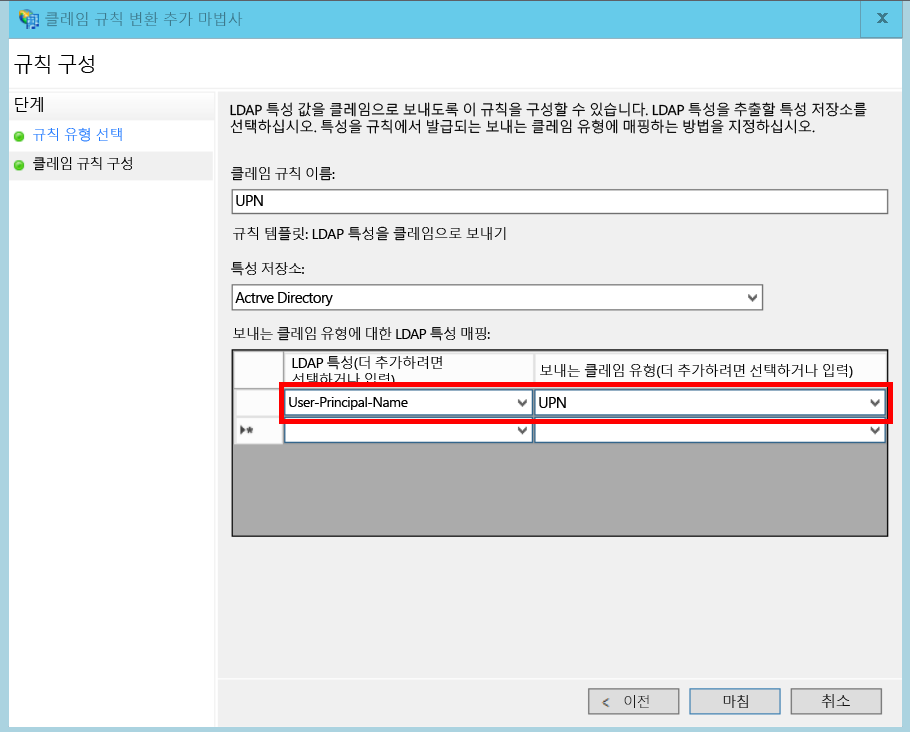 클레임 규칙 변환 추가 마법사
X
규칙 구성
단계
규칙 유형 선택
클레임 규칙 구성
LDAP 특성 값을 클레임으로 보내도록 이 규칙을 구성할 수 있습니다. LDAP 특성을 추출할 특성 저장소를
선택하십시오. 특성을 규칙에서 발급되는 보내는 클레임 유형에 매핑하는 방법을 지정하십시오.
클레임 규칙 이름:
UPN
규칙 템플릿: LDAP 특성을 클레임으로 보내기
특성 저장소:
Actrve Directory
보내는 클레임 유형에 대한 LDAP 특성 매핑:
LDAP 특성(더 추가하려면
선택하거나 입력)
보내는 클레임 유형(더 추가하려면 선택하거나 입력)
User-Principal-Name
UPN
< 이전
마침
취소